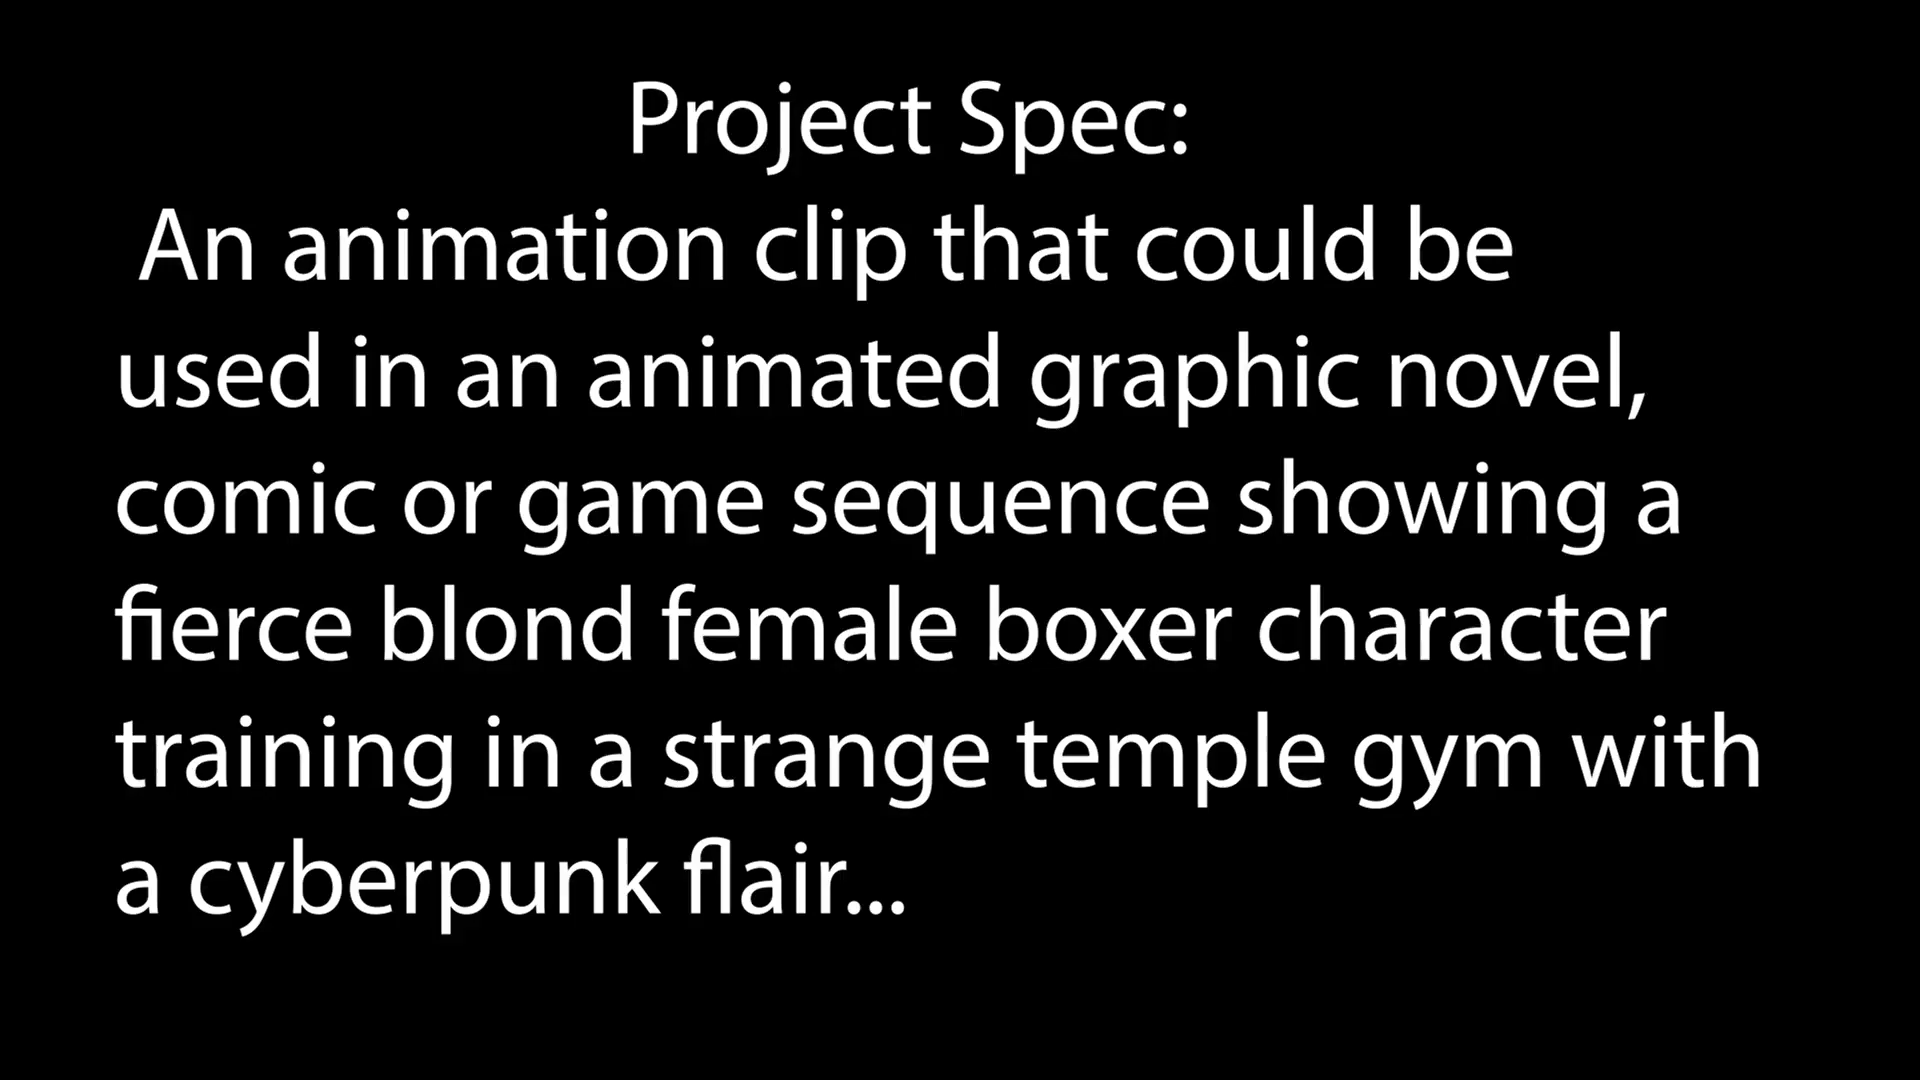 Project Spec:
An animation clip that could be
used in an animated graphic novel,
comic or game sequence showing a
fierce blond female boxer character
training in a strange temple gym with
a cyberpunk flair...